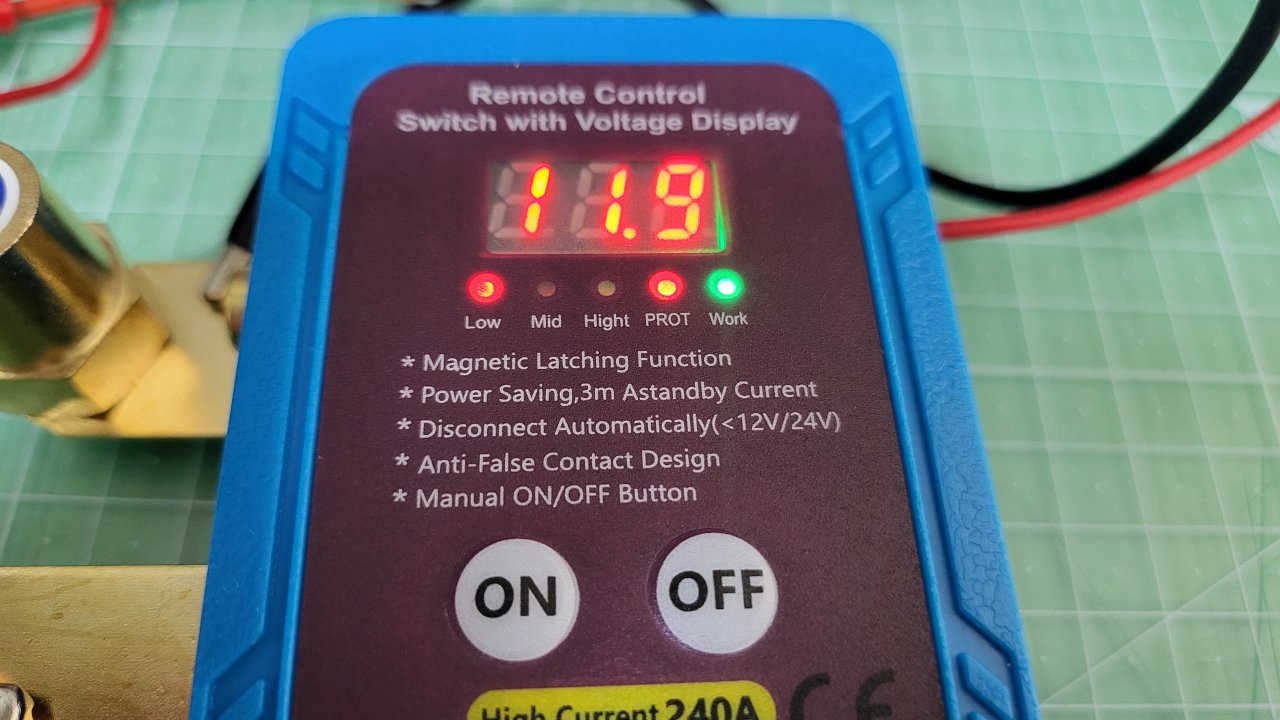 Remote Control
Switch with Voltage Display
11.9
Low Mid Hight PROT Work
* Magnetic Latching Function
* Power Saving,3m Astandby Current
* Disconnect Automatically(<12V/24V)
* Anti-False Contact Design
* Manual ON/OFF Button
ON OFF
High Current 240A CE